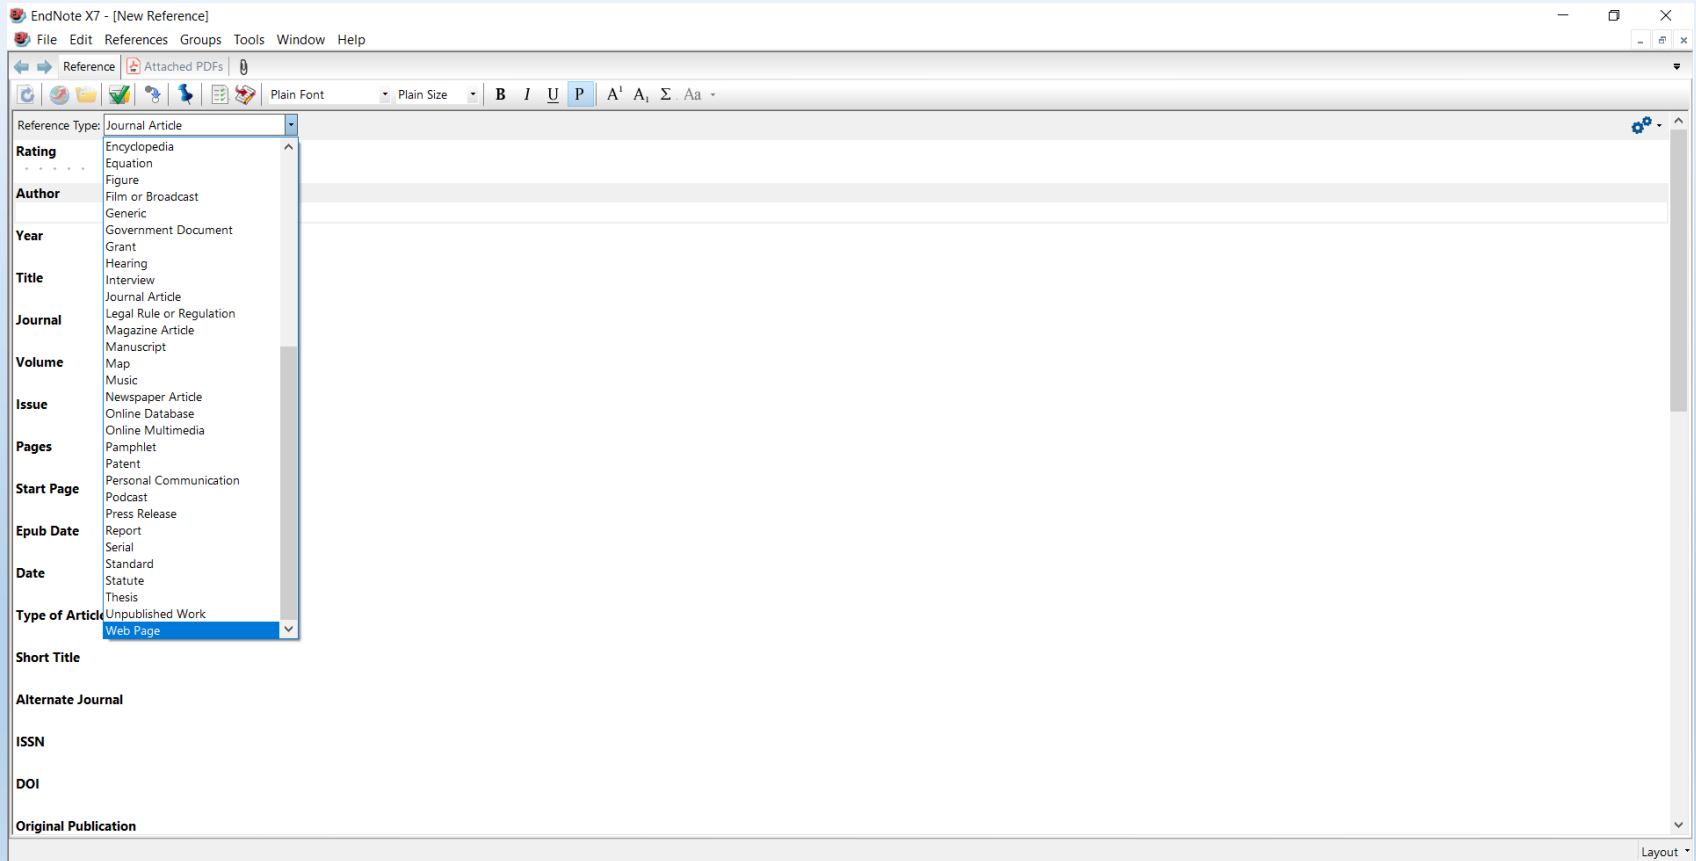 EndNote X7 - [New Reference]
File Edit References Groups Tools Window Help
Reference Attached PDFs
Plain Font Plain Size B I U P A¹ A₁ Σ Aa
Reference Type: Journal Article
Rating
Author
Year
Title
Journal
Volume
Issue
Pages
Start Page
Epub Date
Date
Type of Article
Short Title
Alternate Journal
ISSN
DOI
Original Publication
Encyclopedia
Equation
Figure
Film or Broadcast
Generic
Government Document
Grant
Hearing
Interview
Journal Article
Legal Rule or Regulation
Magazine Article
Manuscript
Map
Music
Newspaper Article
Online Database
Online Multimedia
Pamphlet
Patent
Personal Communication
Podcast
Press Release
Report
Serial
Standard
Statute
Thesis
Unpublished Work
Web Page
Layout